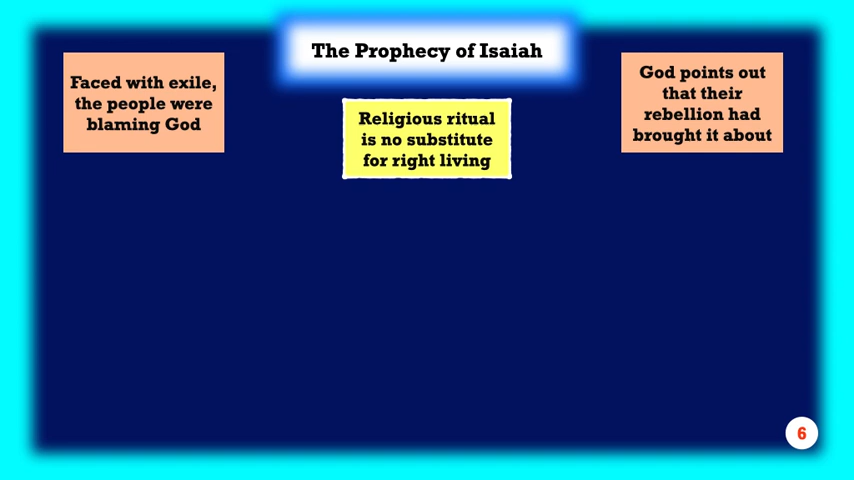 The Prophecy of Isaiah
Faced with exile,
the people were
blaming God
Religious ritual
is no substitute
for right living
God points out
that their
rebellion had
brought it about
6